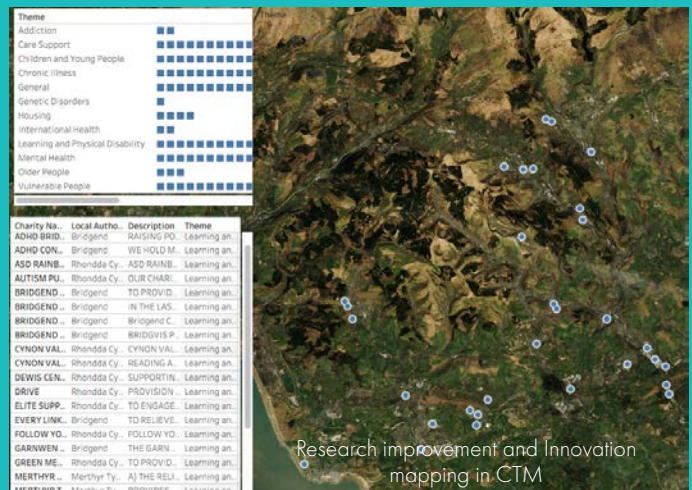 Theme
Addiction
Care Support
Children and Young People
Chronic Illness
General
Genetic Disorders
Housing
International Health
Learning and Physical Disability
Mental Health
Older People
Vulnerable People
Charity Na.. Local Autho.. Description Theme
ADHD BRID.. Bridgend RAISING PO.. Learning an..
ADHD CON.. Bridgend WE HOLD M.. Learning an..
ASD RAINB.. Rhondda Cy.. ASD RAINB.. Learning an..
AUTISM PU.. Rhondda Cy.. OUR CHARI.. Learning an..
BRIDGEND .. Bridgend TO PROVID.. Learning an..
BRIDGEND .. Bridgend IN THE LAS.. Learning an..
BRIDGEND .. Bridgend Bridgend C.. Learning an..
BRIDGEND .. Bridgend BRIDGVIS P.. Learning an..
CYNON VAL.. Rhondda Cy.. CYNON VAL.. Learning an..
CYNON VAL.. Rhondda Cy.. READING A.. Learning an..
DEWIS CEN.. Rhondda Cy.. SUPPORTIN.. Learning an..
DRIVE Rhondda Cy.. PROVISION .. Learning an..
ELITE SUPP.. Rhondda Cy.. TO ENGAGE.. Learning an..
EVERY LINK.. Bridgend TO RELIEVE.. Learning an..
FOLLOW YO.. Rhondda Cy.. FOLLOW YO.. Learning an..
GARNWEN .. Bridgend THE GARN.. Learning an..
GREEN ME.. Rhondda Cy.. TO PROVID.. Learning an..
MERTHYR .. Merthyr Ty.. A) THE RELI.. Learning an..
MERTHYR T.. Merthyr Ty.. PROVIDES.. Learning an..
Research improvement and Innovation
mapping in CTM